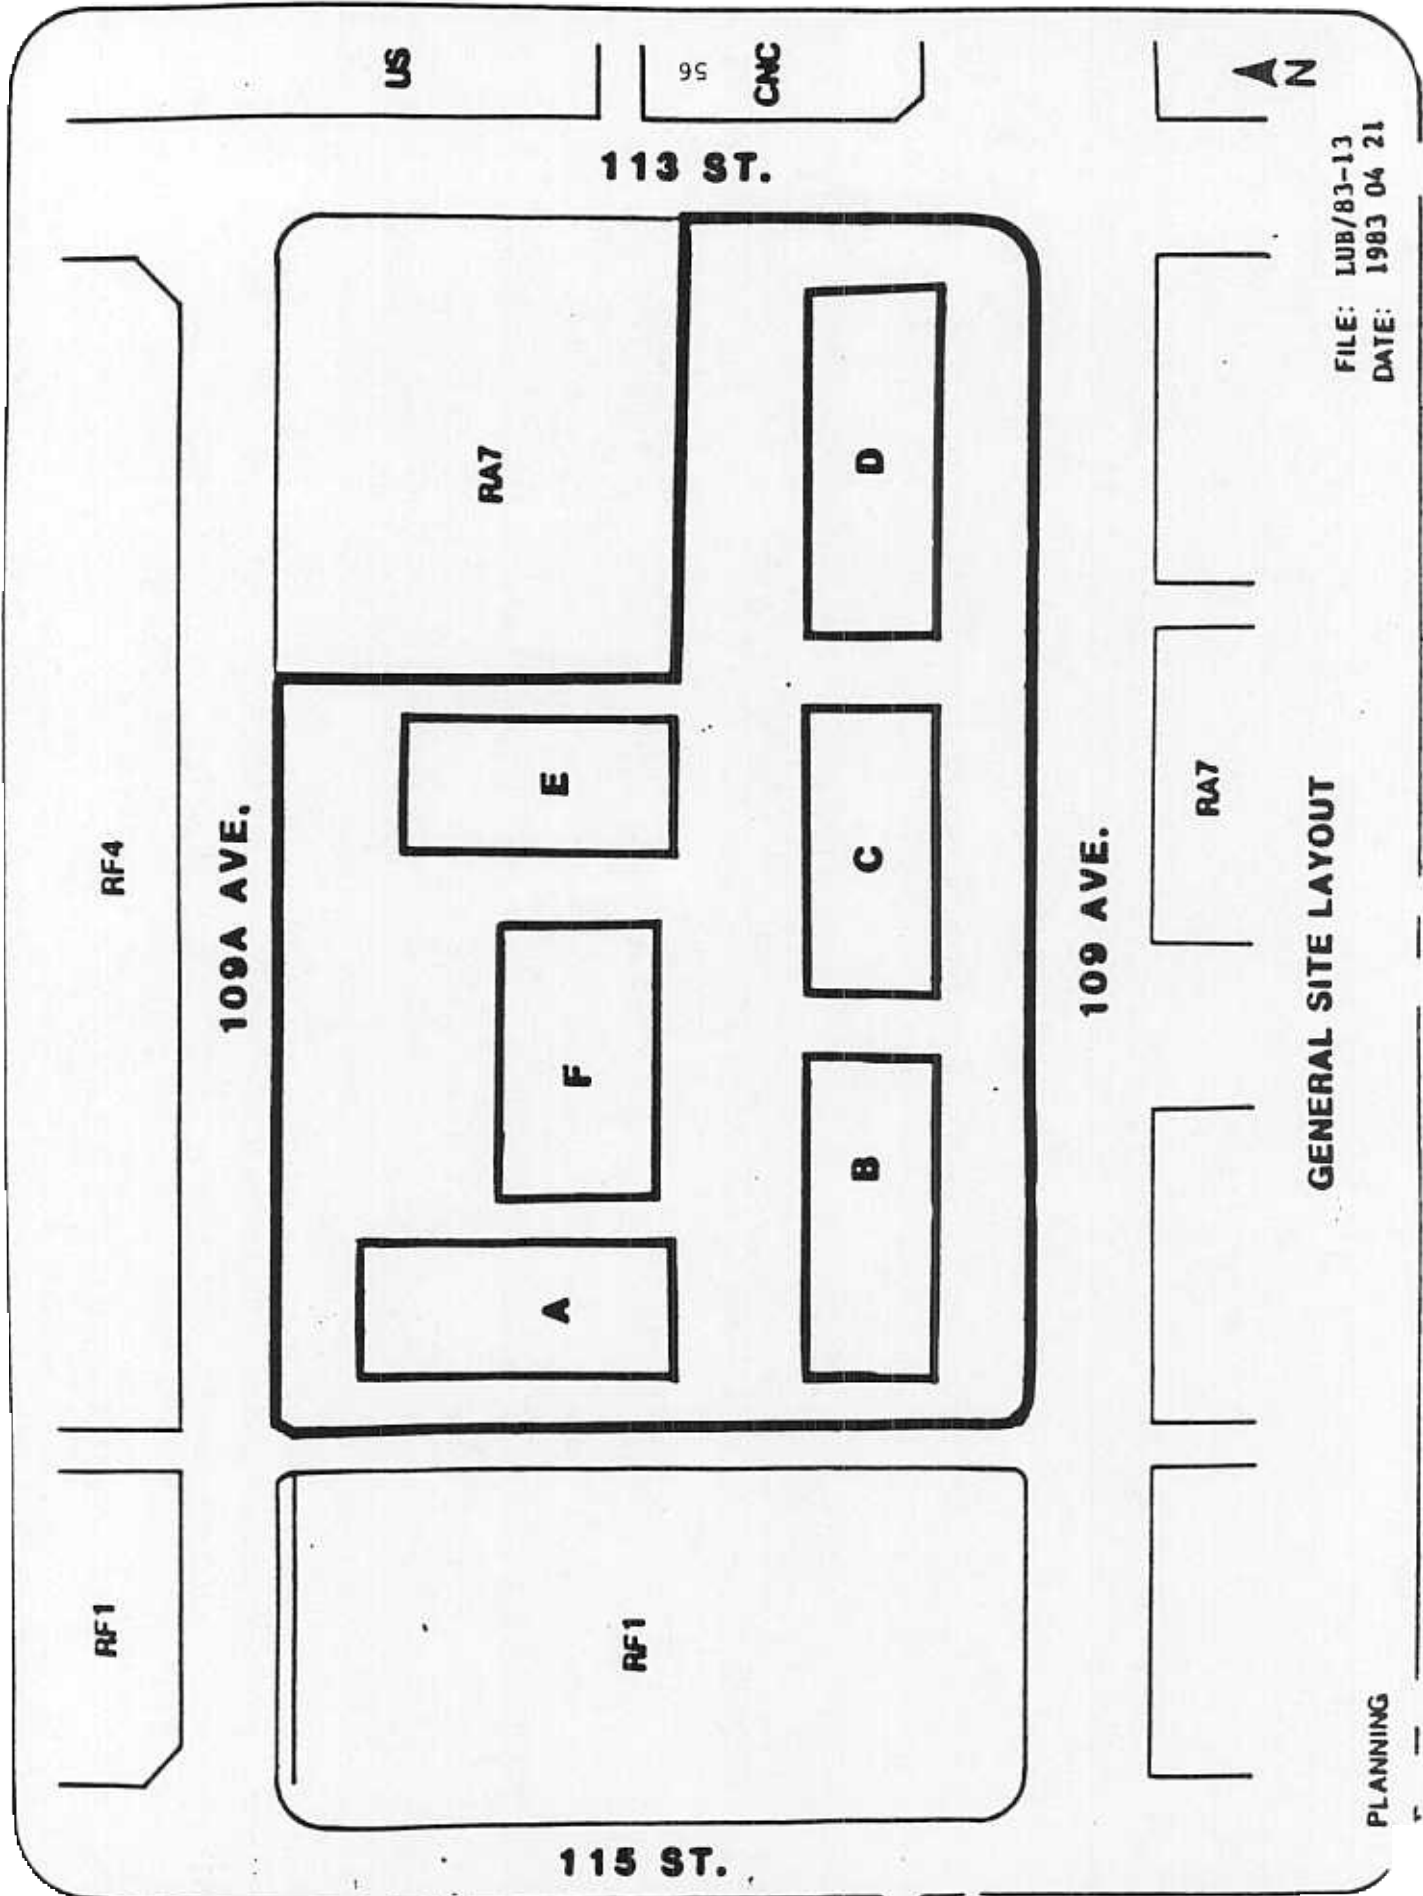 RF1
RF4
US
109A AVE.
RA7
E
F
A
RF1
115 ST.
113 ST.
56
CNC
D
C
B
109 AVE.
RA7
N
GENERAL SITE LAYOUT
PLANNING
FILE: LUB/83-13
DATE: 1983 04 21